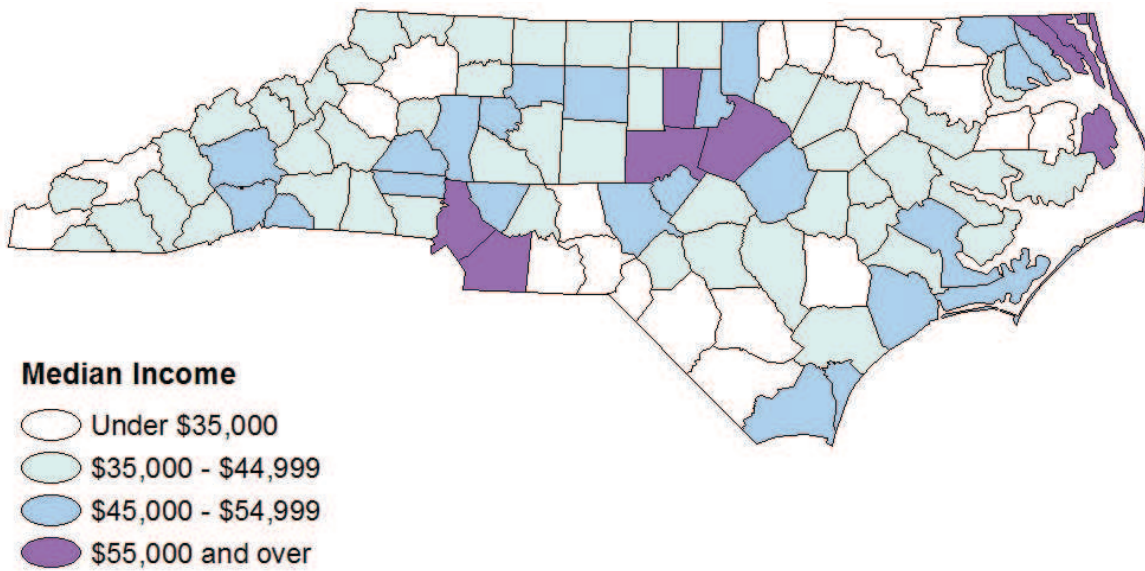 Median Income
Under $35,000
$35,000 - $44,999
$45,000 - $54,999
$55,000 and over